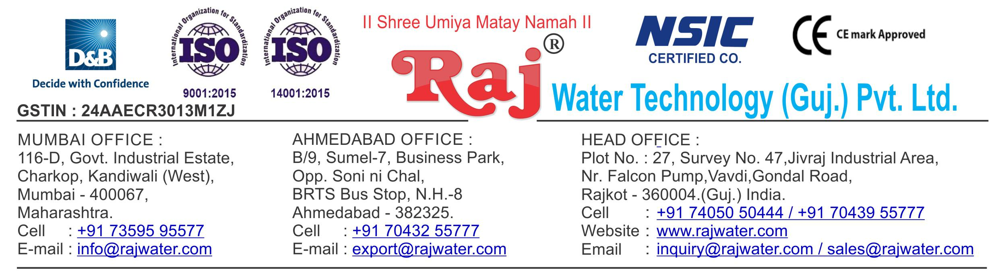 D&B
Decide with Confidence
International Organization for Standardization
ISO
9001:2015
International Organization for Standardization
ISO
14001:2015
II Shree Umiya Matay Namah II
Raj ®
Water Technology (Guj.) Pvt. Ltd.
NSIC
CERTIFIED CO.
CE
CE mark Approved
GSTIN : 24AAECR3013M1ZJ
MUMBAI OFFICE :
116-D, Govt. Industrial Estate,
Charkop, Kandiwali (West),
Mumbai - 400067,
Maharashtra.
Cell : +91 73595 95577
E-mail : info@rajwater.com
AHMEDABAD OFFICE :
B/9, Sumel-7, Business Park,
Opp. Soni ni Chal,
BRTS Bus Stop, N.H.-8
Ahmedabad - 382325.
Cell : +91 70432 55777
E-mail : export@rajwater.com
HEAD OFFICE :
Plot No. : 27, Survey No. 47,Jivraj Industrial Area,
Nr. Falcon Pump,Vavdi,Gondal Road,
Rajkot - 360004.(Guj.) India.
Cell : +91 74050 50444 / +91 70439 55777
Website : www.rajwater.com
Email : inquiry@rajwater.com / sales@rajwater.com